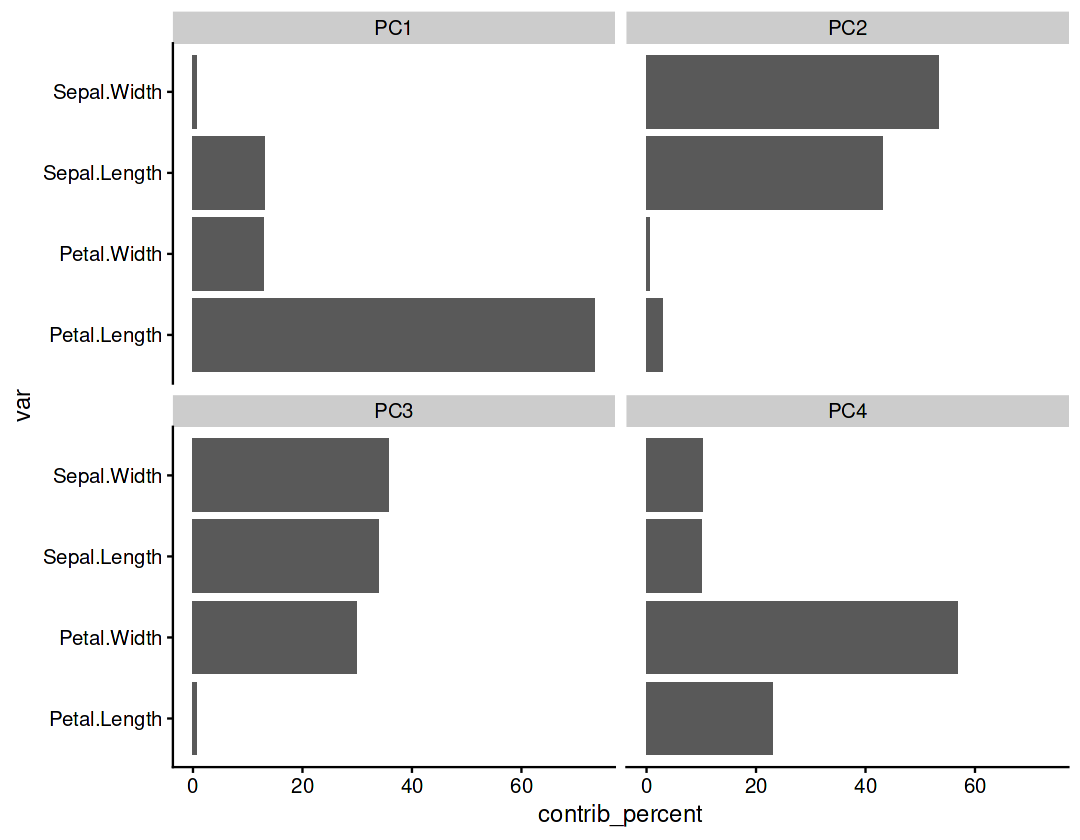 PC1
PC2
Sepal.Width
Sepal.Length
Petal.Width
Petal.Length
var
PC3
PC4
Sepal.Width
Sepal.Length
Petal.Width
Petal.Length
0 20 40 60
0 20 40 60
contrib_percent